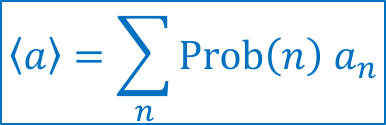 ⟨a⟩ = ∑ₙ Prob(n) aₙ